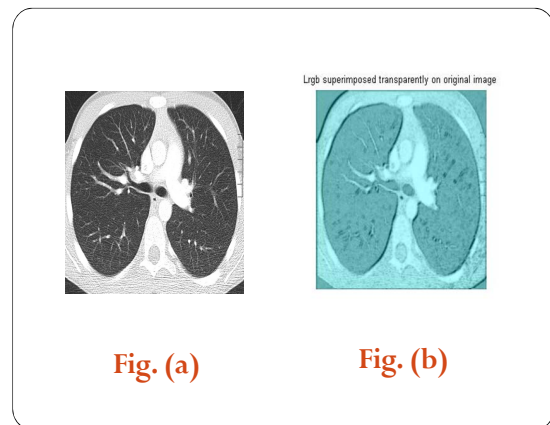 Lrgb superimposed transparently on original image
Fig. (a)
Fig. (b)